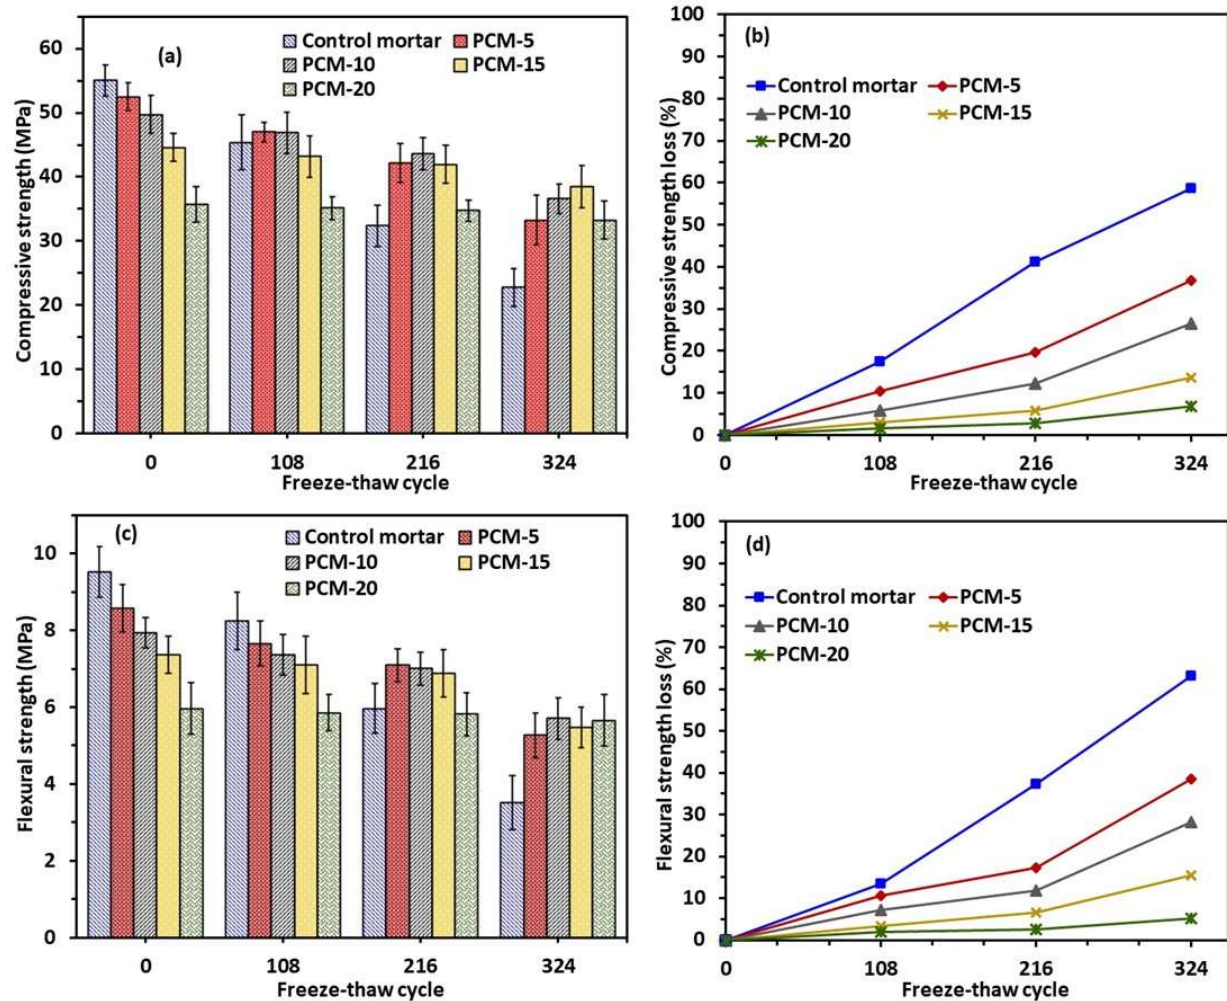 (a)
Control mortar PCM-5
PCM-10 PCM-15
PCM-20
Compressive strength (MPa)
60
50
40
30
20
10
0
0 108 216 324
Freeze-thaw cycle
(b)
Control mortar PCM-5
PCM-10 PCM-15
PCM-20
Compressive strength loss (%)
100
90
80
70
60
50
40
30
20
10
0
0 108 216 324
Freeze-thaw cycle
(c)
Control mortar PCM-5
PCM-10 PCM-15
PCM-20
Flexural strength (MPa)
10
8
6
4
2
0
0 108 216 324
Freeze-thaw cycle
(d)
Control mortar PCM-5
PCM-10 PCM-15
PCM-20
Flexural strength loss (%)
100
90
80
70
60
50
40
30
20
10
0
0 108 216 324
Freeze-thaw cycle